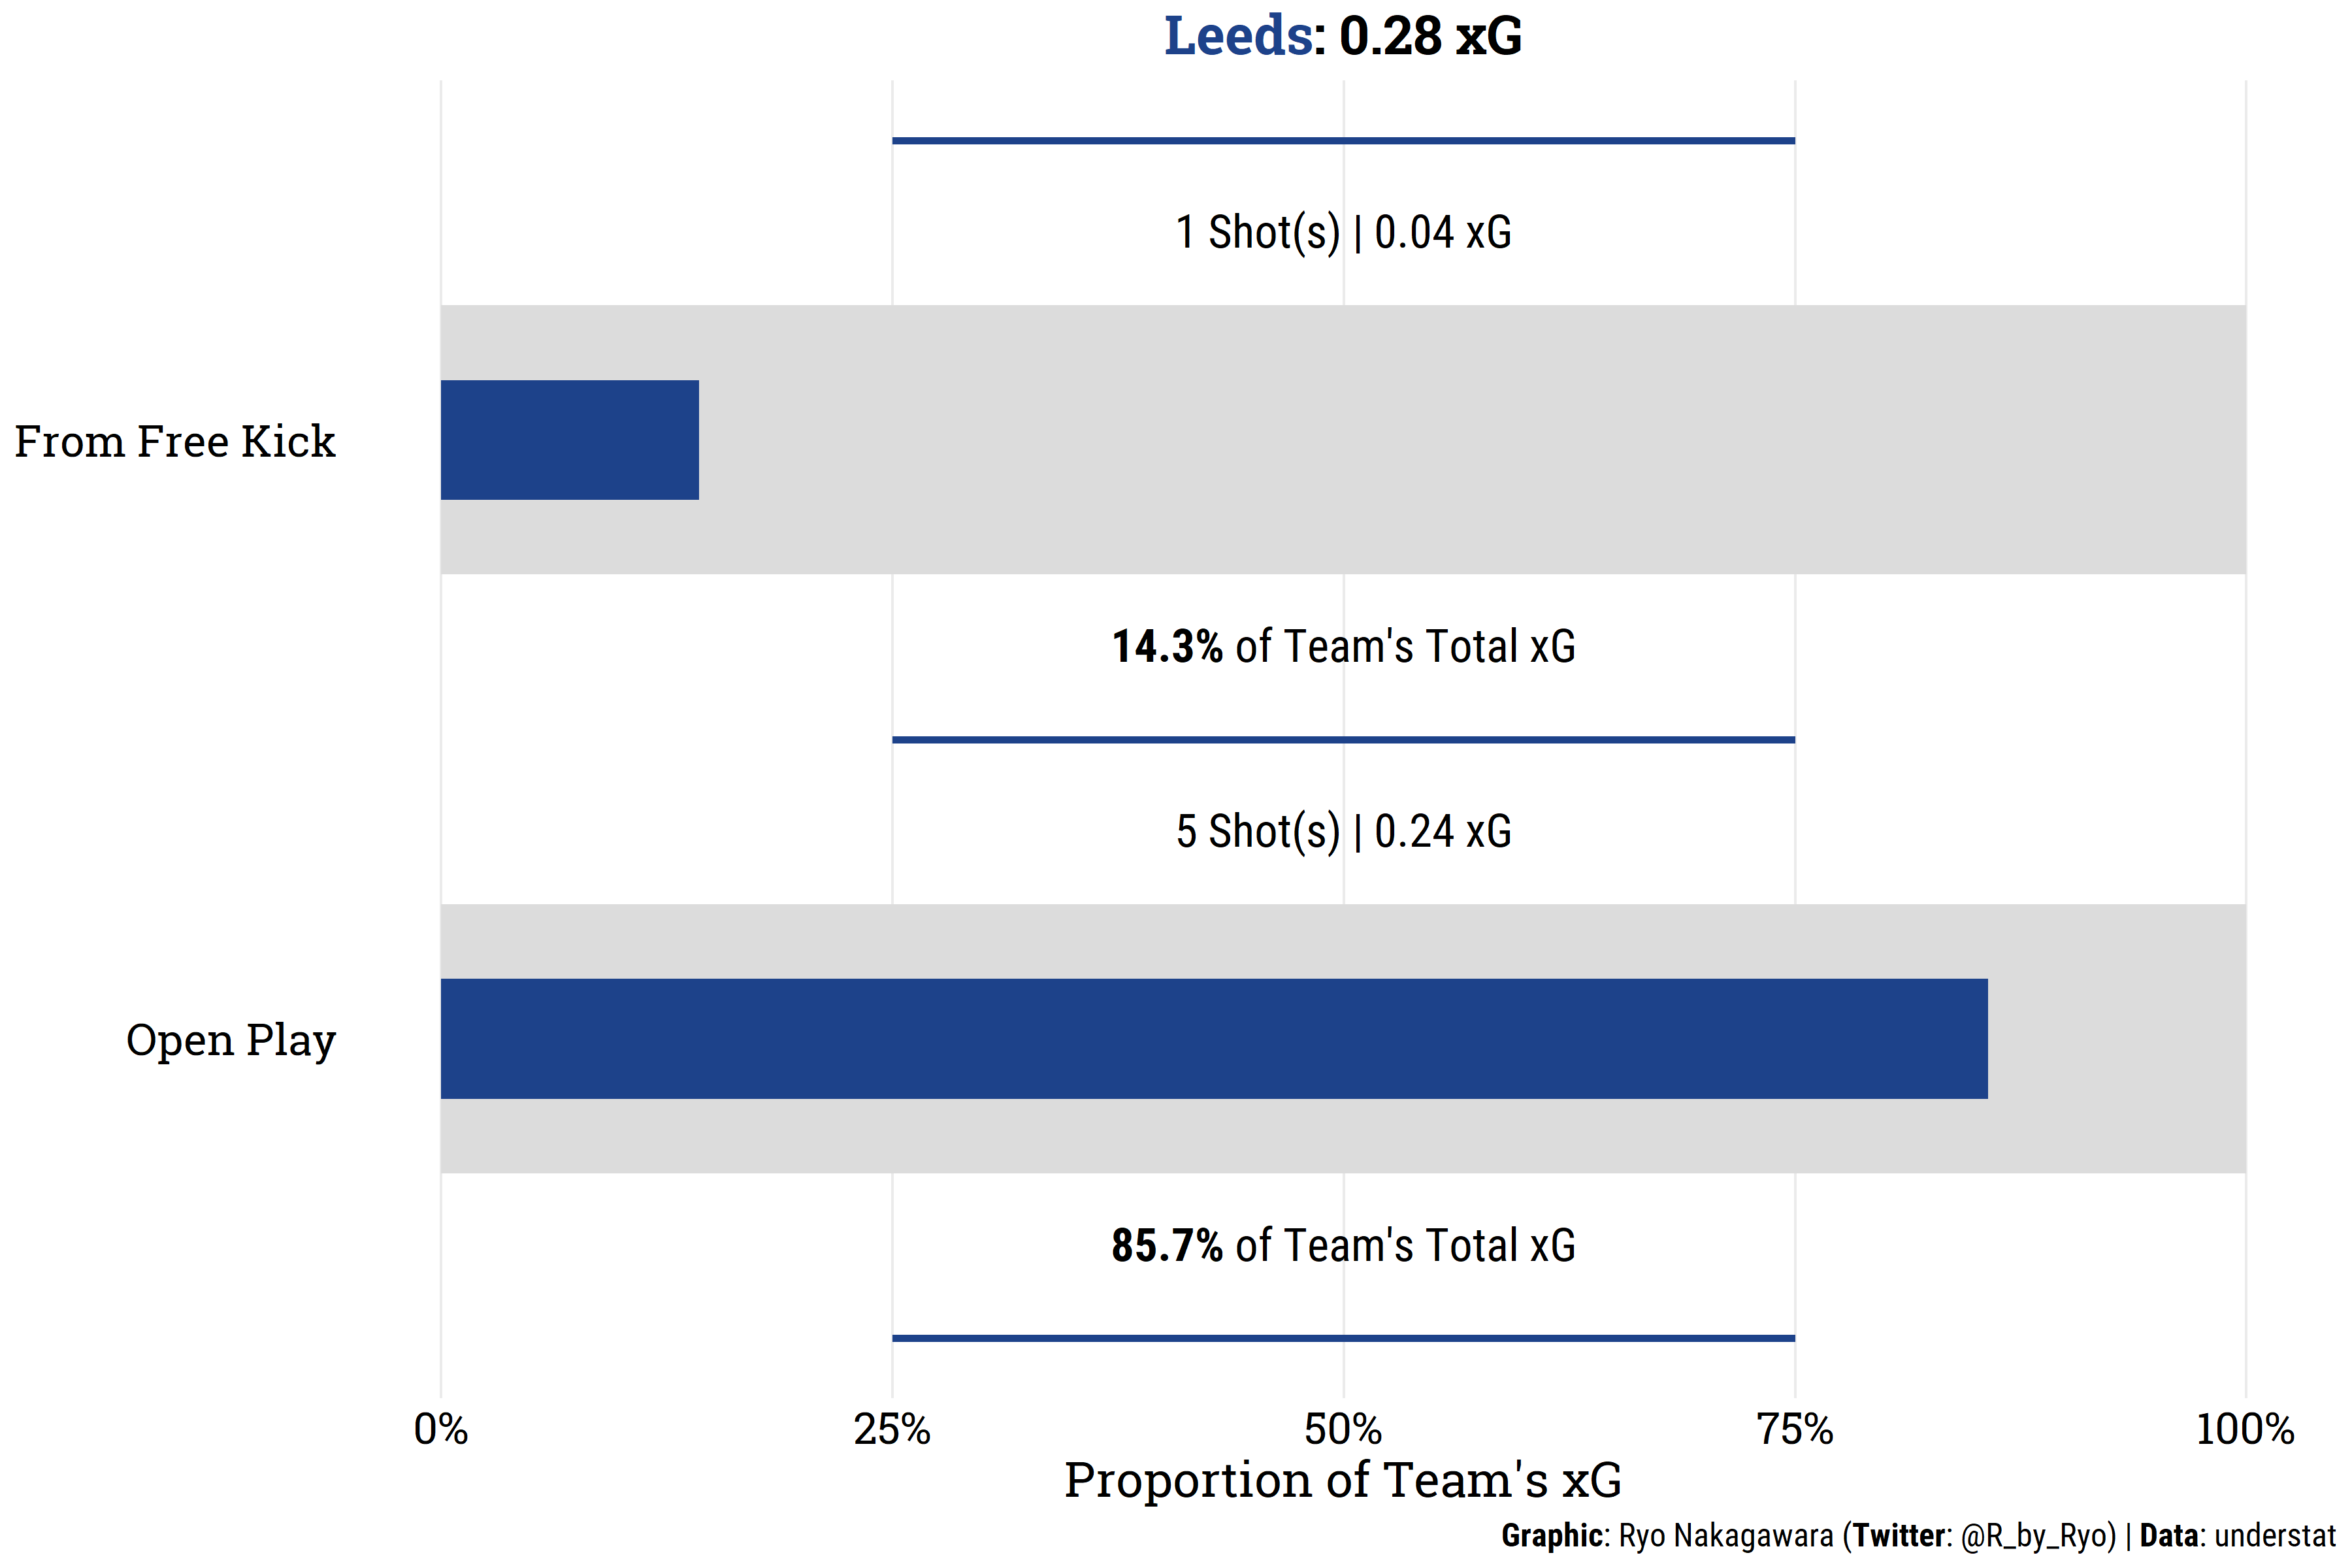 Leeds: 0.28 xG
1 Shot(s) | 0.04 xG
From Free Kick
14.3% of Team's Total xG
5 Shot(s) | 0.24 xG
Open Play
85.7% of Team's Total xG
0% 25% 50% 75% 100%
Proportion of Team's xG
Graphic: Ryo Nakagawara (Twitter: @R_by_Ryo) | Data: understat